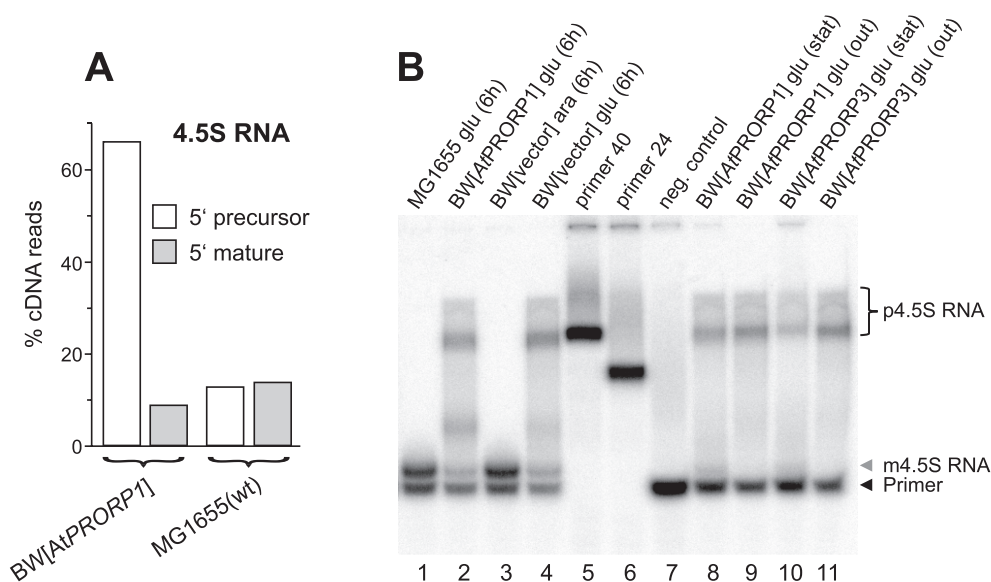 A
4.5S RNA
5‘ precursor
5‘ mature
% cDNA reads
60
40
20
0
BW[AtPRORP1]
MG1655(wt)
B
MG1655 glu (6h)
BW[AtPRORP1] glu (6h)
BW[vector] ara (6h)
BW[vector] glu (6h)
primer 40
primer 24
neg. control
BW[AtPRORP1] glu (stat)
BW[AtPRORP1] glu (out)
BW[AtPRORP3] glu (stat)
BW[AtPRORP3] glu (out)
p4.5S RNA
m4.5S RNA
Primer
1 2 3 4 5 6 7 8 9 10 11